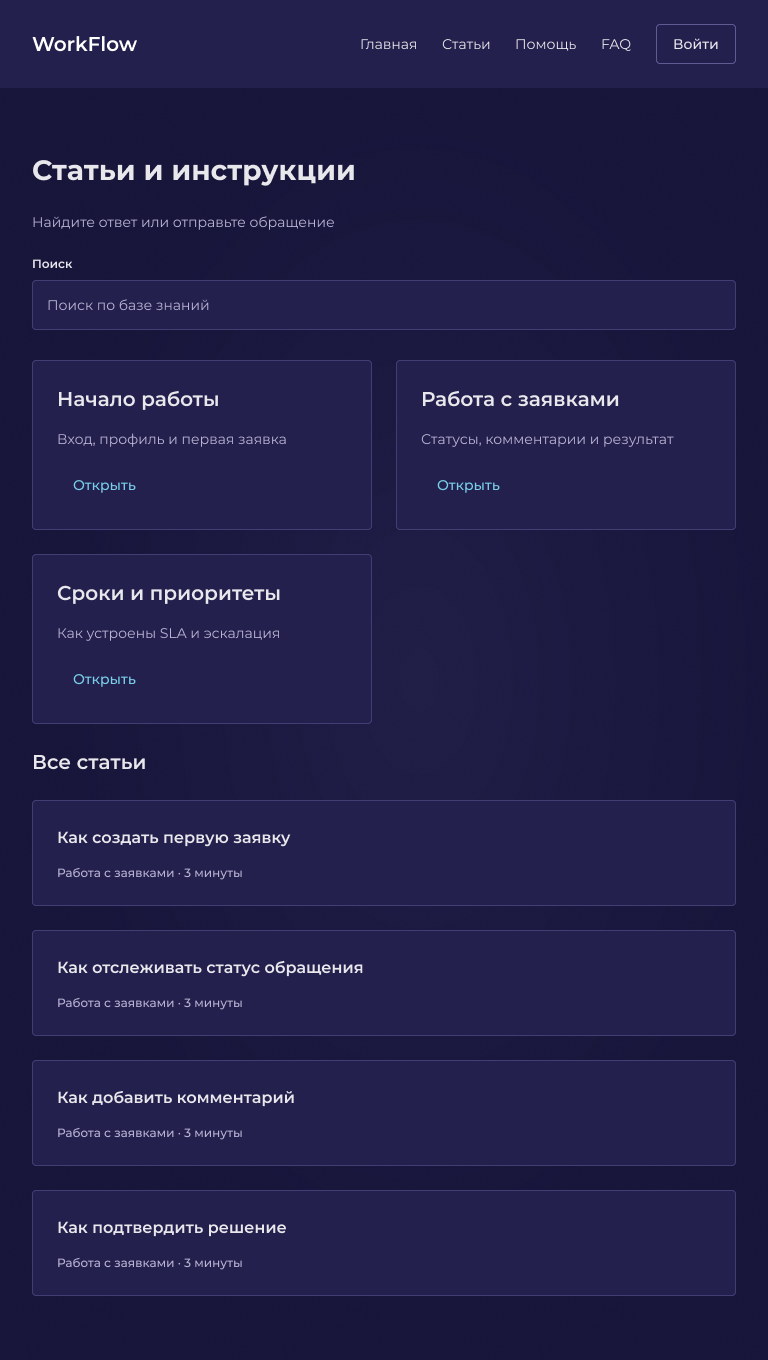 WorkFlow
Главная Статьи Помощь FAQ Войти
Статьи и инструкции
Найдите ответ или отправьте обращение
Поиск
Поиск по базе знаний
Начало работы
Вход, профиль и первая заявка
Открыть
Работа с заявками
Статусы, комментарии и результат
Открыть
Сроки и приоритеты
Как устроены SLA и эскалация
Открыть
Все статьи
Как создать первую заявку
Работа с заявками · 3 минуты
Как отслеживать статус обращения
Работа с заявками · 3 минуты
Как добавить комментарий
Работа с заявками · 3 минуты
Как подтвердить решение
Работа с заявками · 3 минуты